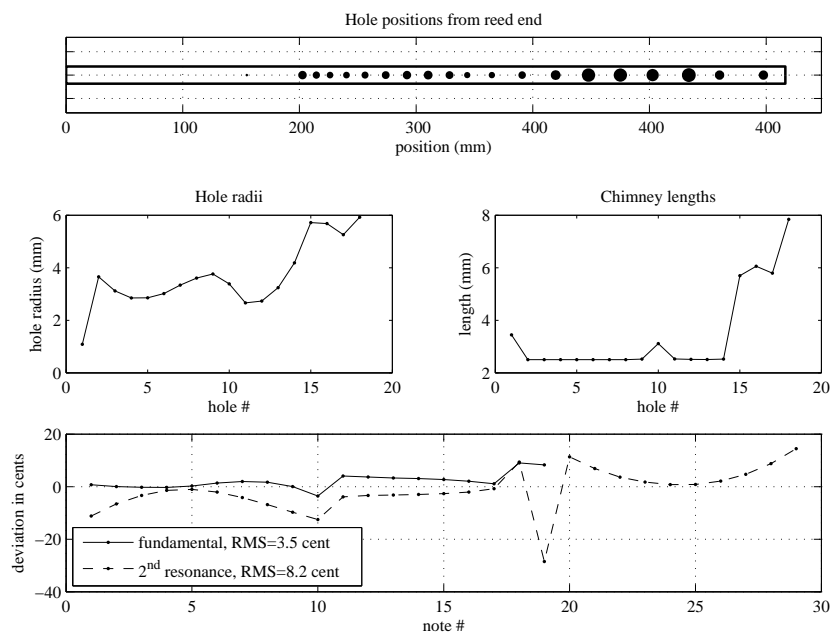 Hole positions from reed end
0 100 200 300 400 400 400
position (mm)
Hole radii
hole radius (mm)
6
4
2
0
0 5 10 15 20
hole #
Chimney lengths
length (mm)
8
6
4
2
0 5 10 15 20
hole #
deviation in cents
20
0
−20
−40
fundamental, RMS=3.5 cent
2nd resonance, RMS=8.2 cent
0 5 10 15 20 25 30
note #